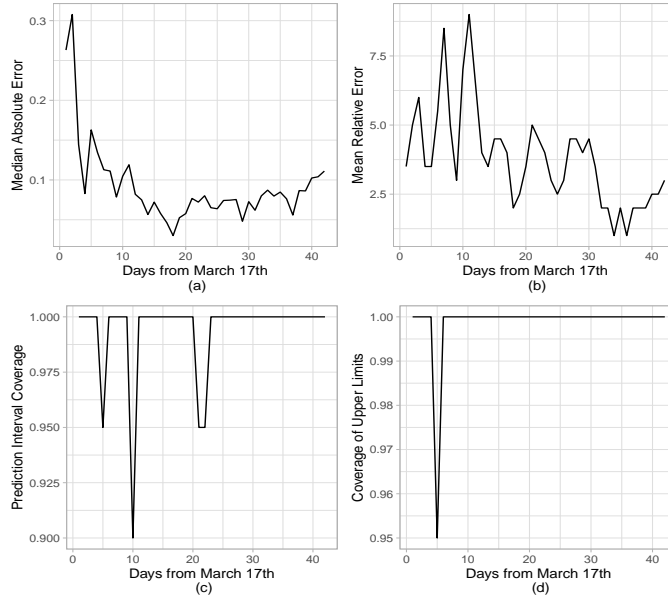 Median Absolute Error
0.3
0.2
0.1
0 10 20 30 40
Days from March 17th
(a)
Mean Relative Error
7.5
5.0
2.5
0 10 20 30 40
Days from March 17th
(b)
Prediction Interval Coverage
1.000
0.975
0.950
0.925
0.900
0 10 20 30 40
Days from March 17th
(c)
Coverage of Upper Limits
1.00
0.99
0.98
0.97
0.96
0.95
0 10 20 30 40
Days from March 17th
(d)